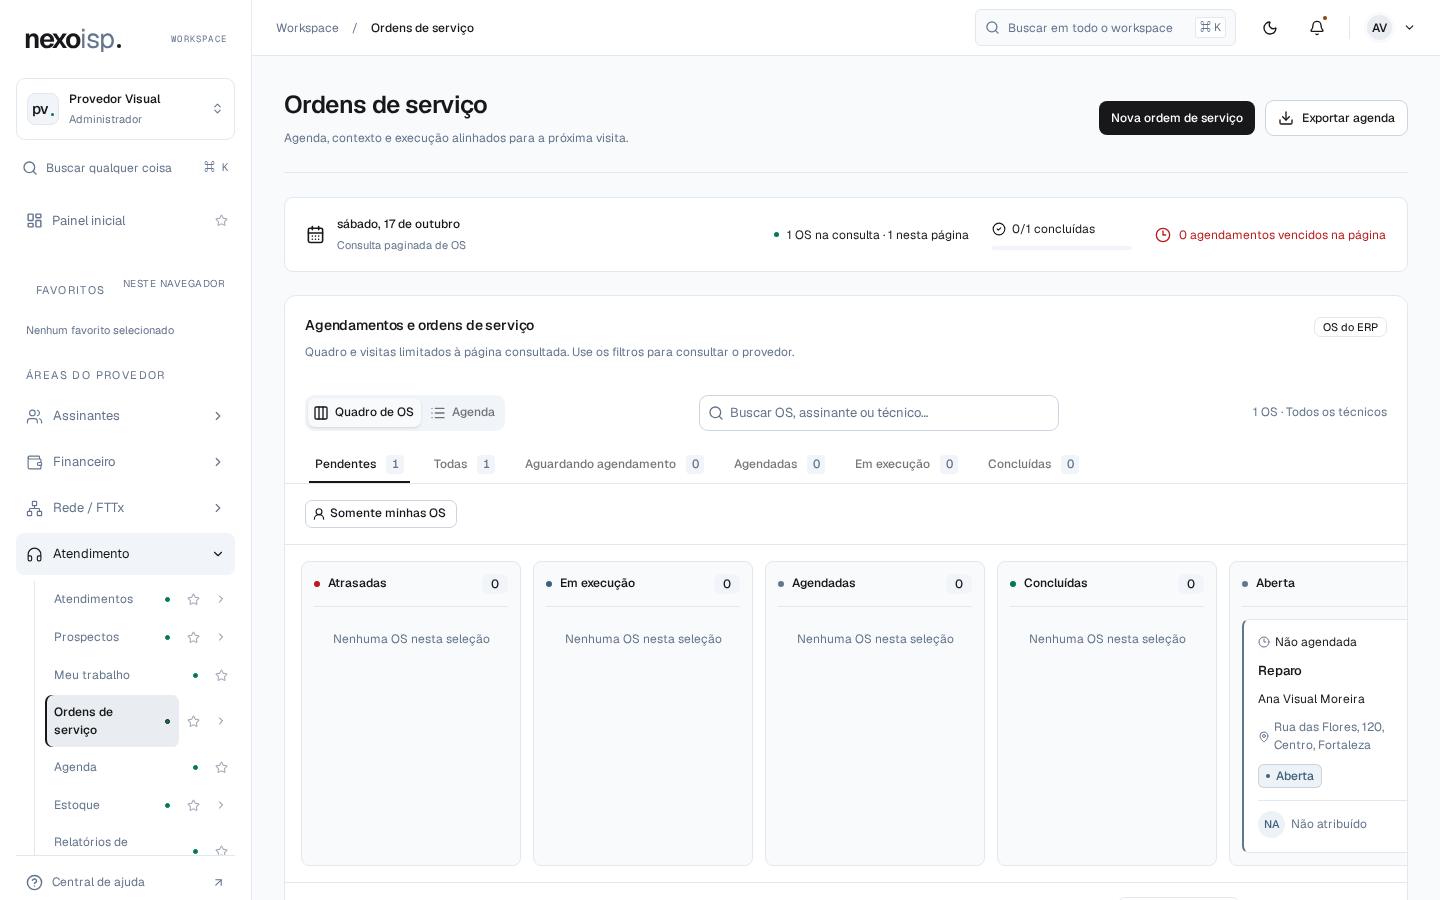 nexoisp.
WORKSPACE
pv.
Provedor Visual
Administrador
Buscar qualquer coisa
⌘ K
Painel inicial
FAVORITOS
NESTE NAVEGADOR
Nenhum favorito selecionado
ÁREAS DO PROVEDOR
Assinantes
Financeiro
Rede / FTTx
Atendimento
Atendimentos
Prospectos
Meu trabalho
Ordens de
serviço
Agenda
Estoque
Relatórios de
Central de ajuda
Workspace / Ordens de serviço
Buscar em todo o workspace
⌘ K
AV
Ordens de serviço
Agenda, contexto e execução alinhados para a próxima visita.
Nova ordem de serviço
Exportar agenda
sábado, 17 de outubro
Consulta paginada de OS
1 OS na consulta · 1 nesta página
0/1 concluídas
0 agendamentos vencidos na página
Agendamentos e ordens de serviço
OS do ERP
Quadro e visitas limitados à página consultada. Use os filtros para consultar o provedor.
Quadro de OS
Agenda
Buscar OS, assinante ou técnico...
1 OS · Todos os técnicos
Pendentes 1
Todas 1
Aguardando agendamento 0
Agendadas 0
Em execução 0
Concluídas 0
Somente minhas OS
Atrasadas 0
Nenhuma OS nesta seleção
Em execução 0
Nenhuma OS nesta seleção
Agendadas 0
Nenhuma OS nesta seleção
Concluídas 0
Nenhuma OS nesta seleção
Aberta
Não agendada
Reparo
Ana Visual Moreira
Rua das Flores, 120,
Centro, Fortaleza
Aberta
NA
Não atribuído